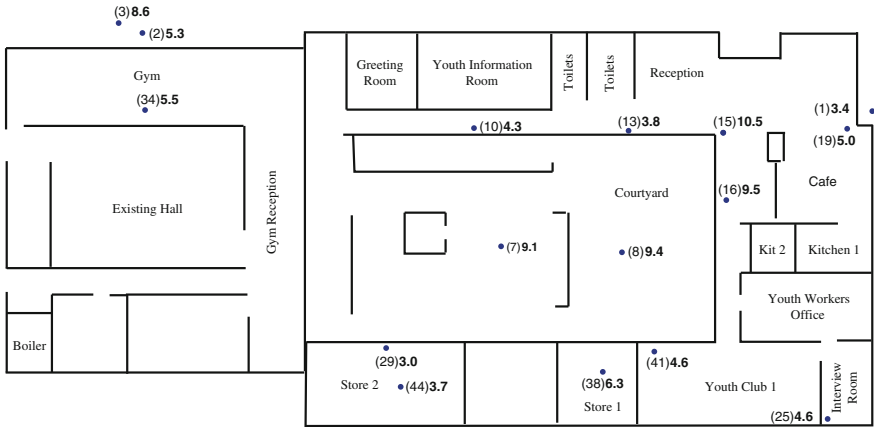 (3)8.6
(2)5.3
Gym
(34)5.5
Greeting
Room
Youth Information
Room
Toilets
Toilets
Reception
(1)3.4
(10)4.3
(13)3.8
(15)10.5
(19)5.0
Existing Hall
Gym Reception
Courtyard
(16)9.5
Cafe
(7)9.1
(8)9.4
Kit 2
Kitchen 1
Youth Workers
Office
Boiler
(29)3.0
Store 2
(44)3.7
(38)6.3
Store 1
(41)4.6
Youth Club 1
(25)4.6
Interview
Room